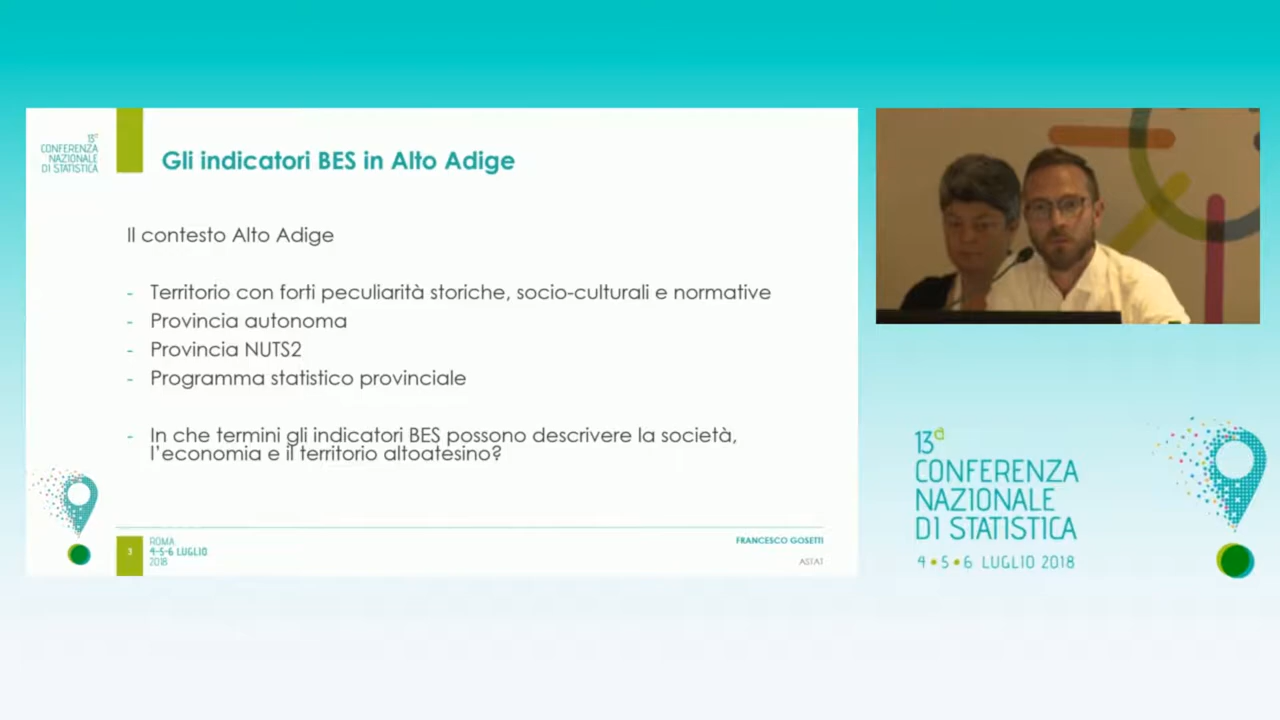 13ª
CONFERENZA
NAZIONALE
DI STATISTICA
Gli indicatori BES in Alto Adige
Il contesto Alto Adige
- Territorio con forti peculiarità storiche, socio-culturali e normative
- Provincia autonoma
- Provincia NUTS2
- Programma statistico provinciale
- In che termini gli indicatori BES possono descrivere la società,
l'economia e il territorio altoatesino?
3
ROMA
4-5-6 LUGLIO
2018
FRANCESCO GOSETTI
ASTAT
13ª
CONFERENZA
NAZIONALE
DI STATISTICA
4•5•6 LUGLIO 2018